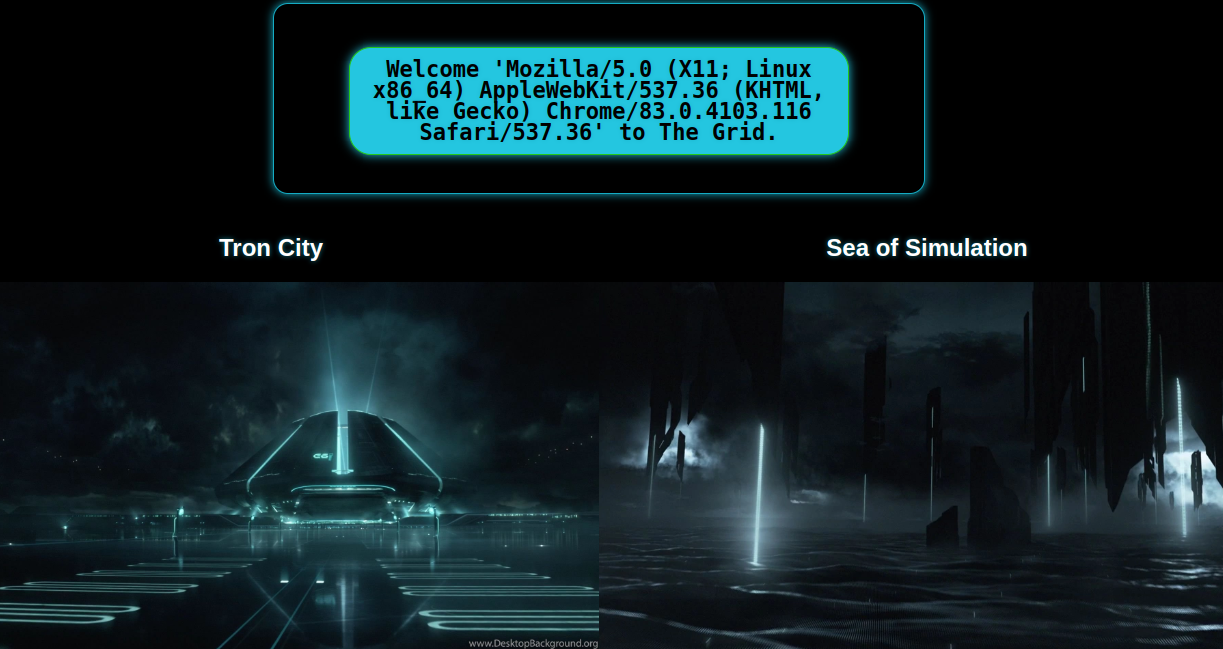 Welcome 'Mozilla/5.0 (X11; Linux
x86_64) AppleWebKit/537.36 (KHTML,
like Gecko) Chrome/83.0.4103.116
Safari/537.36' to The Grid.
Tron City
Sea of Simulation
www.DesktopBackground.org